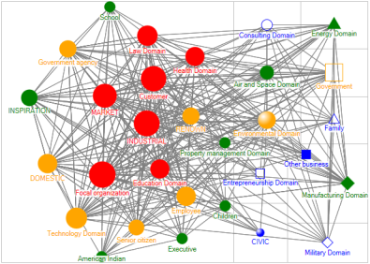 School
Law Domain
Consulting Domain
Energy Domain
Government agency
Health Domain
Air and Space Domain
Government
Customer
INSPIRATION
MARKET
INDUSTRIAL
Environmental Domain
Family
Property management Domain
Other business
DOMESTIC
Focal organization
Education Domain
Entrepreneurship Domain
Manufacturing Domain
Employee
Children
Technology Domain
Senior citizen
CIVIC
Executive
Military Domain
American Indian